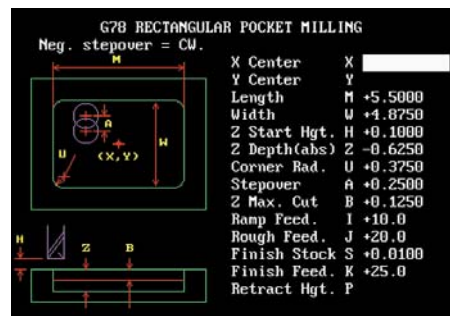 G78 RECTANGULAR POCKET MILLING
Neg. stepover = CW.
M
A
W
(X,Y)
U
H
Z
B
X Center X
Y Center Y
Length M +5.5000
Width W +4.8750
Z Start Hgt. H +0.1000
Z Depth(abs) Z -0.6250
Corner Rad. U +0.3750
Stepover A +0.2500
Z Max. Cut B +0.1250
Ramp Feed. I +10.0
Rough Feed. J +20.0
Finish Stock S +0.0100
Finish Feed. K +25.0
Retract Hgt. P